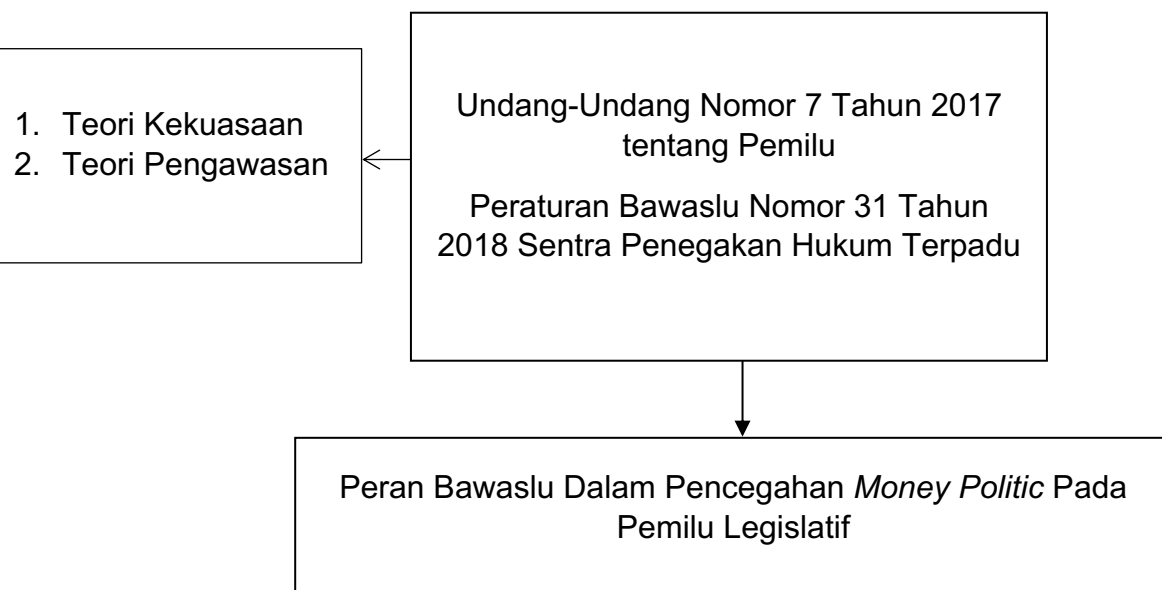 1. Teori Kekuasaan
2. Teori Pengawasan
Undang-Undang Nomor 7 Tahun 2017
tentang Pemilu
Peraturan Bawaslu Nomor 31 Tahun
2018 Sentra Penegakan Hukum Terpadu
Peran Bawaslu Dalam Pencegahan Money Politic Pada
Pemilu Legislatif